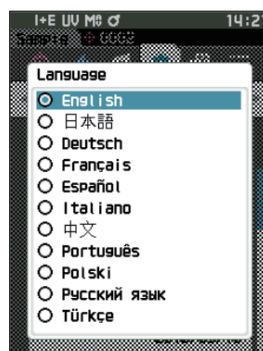 I+E UV M0 ♂ 14:2
Sample 0002
Language
English
日本語
Deutsch
Français
Español
Italiano
中文
Português
Polski
Русский язык
Türkçe